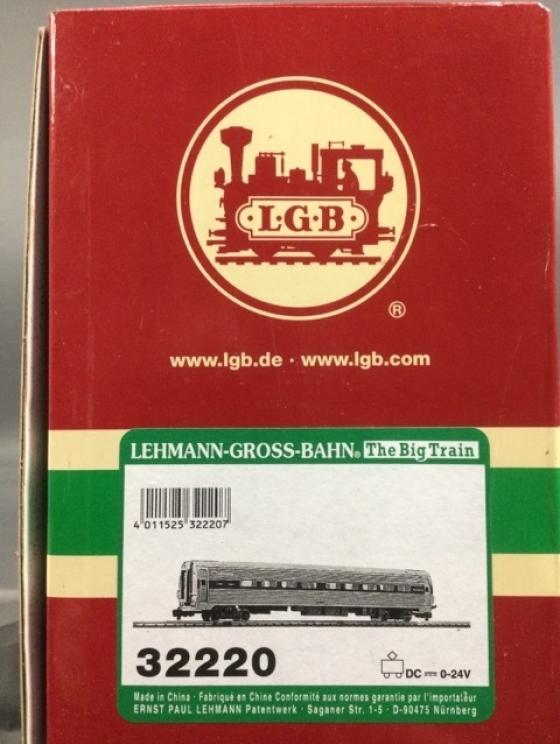 L·G·B
®
www.lgb.de · www.lgb.com
LEHMANN-GROSS-BAHN® The Big Train
4 011525 322207
32220
DC 0-24V
Made in China · Fabriqué en Chine Conformité aux normes garantie par l'importateur
ERNST PAUL LEHMANN Patentwerk · Saganer Str. 1-5 · D-90475 Nürnberg